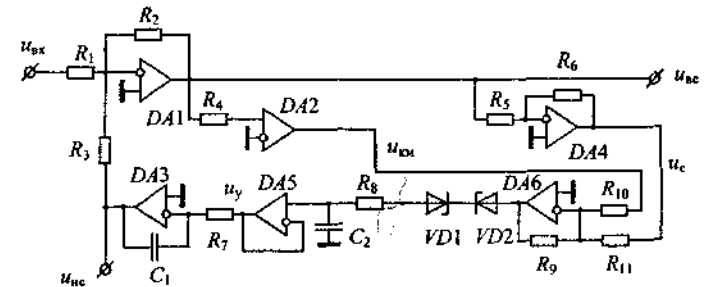 R₂
uвх R₁ R₆
uвс
R₄ DA2 R₅
DA1
DA4
R₃ uкм uс
DA3 uу DA5 R₈ DA6 R₁₀
R₇ C₂ VD1 VD2
C₁ R₉ R₁₁
uнс